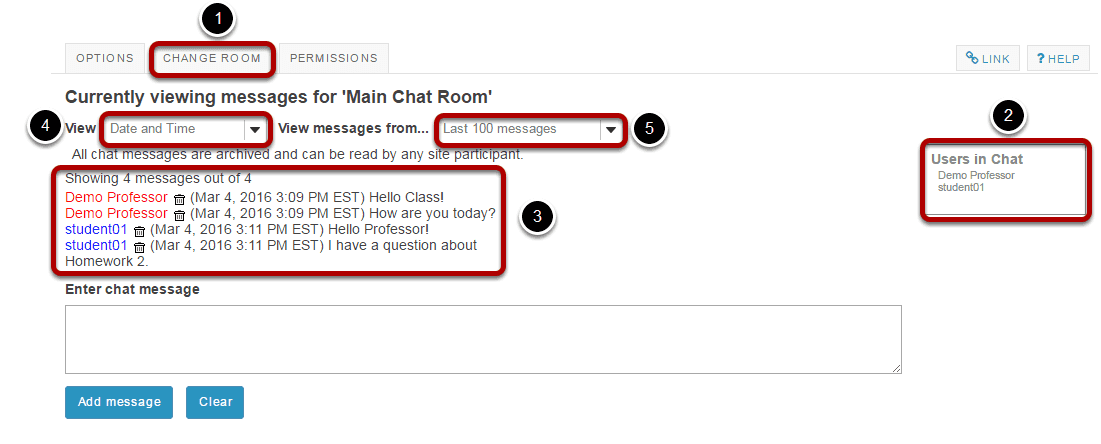 1
OPTIONS CHANGE ROOM PERMISSIONS LINK ? HELP
Currently viewing messages for 'Main Chat Room'
4 View Date and Time View messages from... Last 100 messages 5
All chat messages are archived and can be read by any site participant.
2
Users in Chat
Demo Professor
student01
Showing 4 messages out of 4
Demo Professor (Mar 4, 2016 3:09 PM EST) Hello Class!
Demo Professor (Mar 4, 2016 3:09 PM EST) How are you today?
student01 (Mar 4, 2016 3:11 PM EST) Hello Professor!
student01 (Mar 4, 2016 3:11 PM EST) I have a question about
Homework 2.
3
Enter chat message
Add message Clear